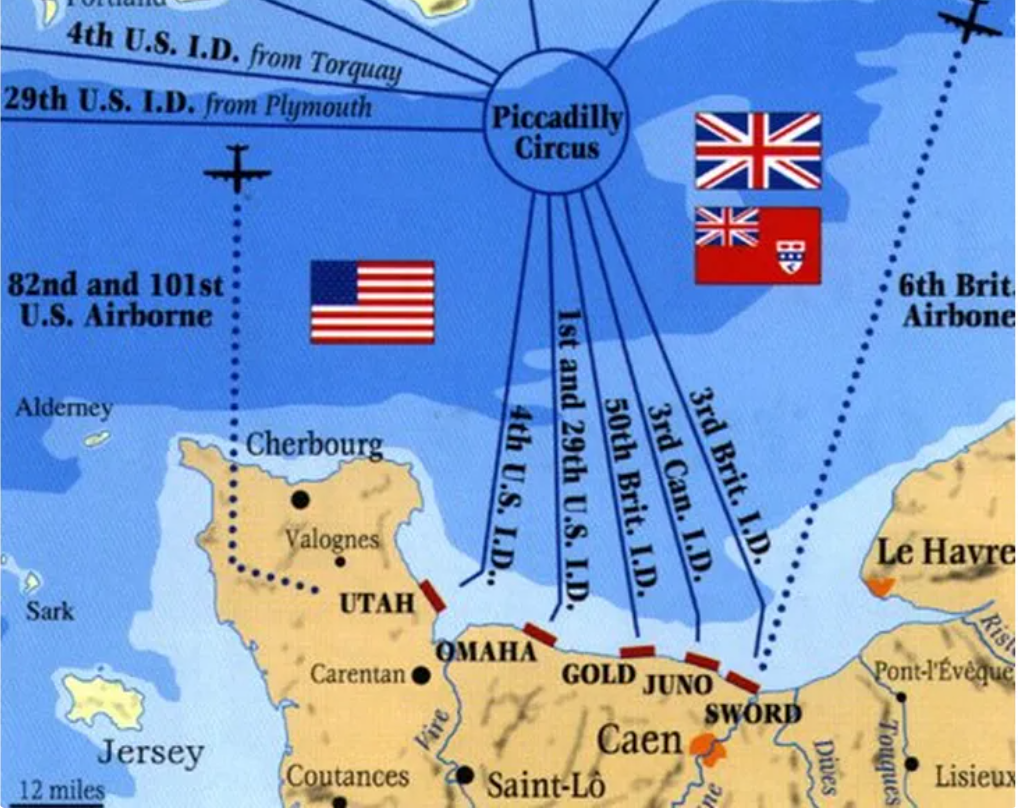 Portland
4th U.S. I.D. from Torquay
29th U.S. I.D. from Plymouth
Piccadilly
Circus
82nd and 101st
U.S. Airborne
6th Brit.
Airbone
4th U.S. I.D.,
1st and 29th U.S. I.D.
50th Brit. I.D.
3rd Can. I.D.
3rd Brit. I.D.
Alderney
Cherbourg
Valognes
Le Havre
Sark
UTAH
OMAHA
GOLD
JUNO
SWORD
Carentan
Pont-l'Évêque
Vire
Jersey
Caen
Dives
Touques
12 miles
Coutances
Saint-Lô
Lisieux